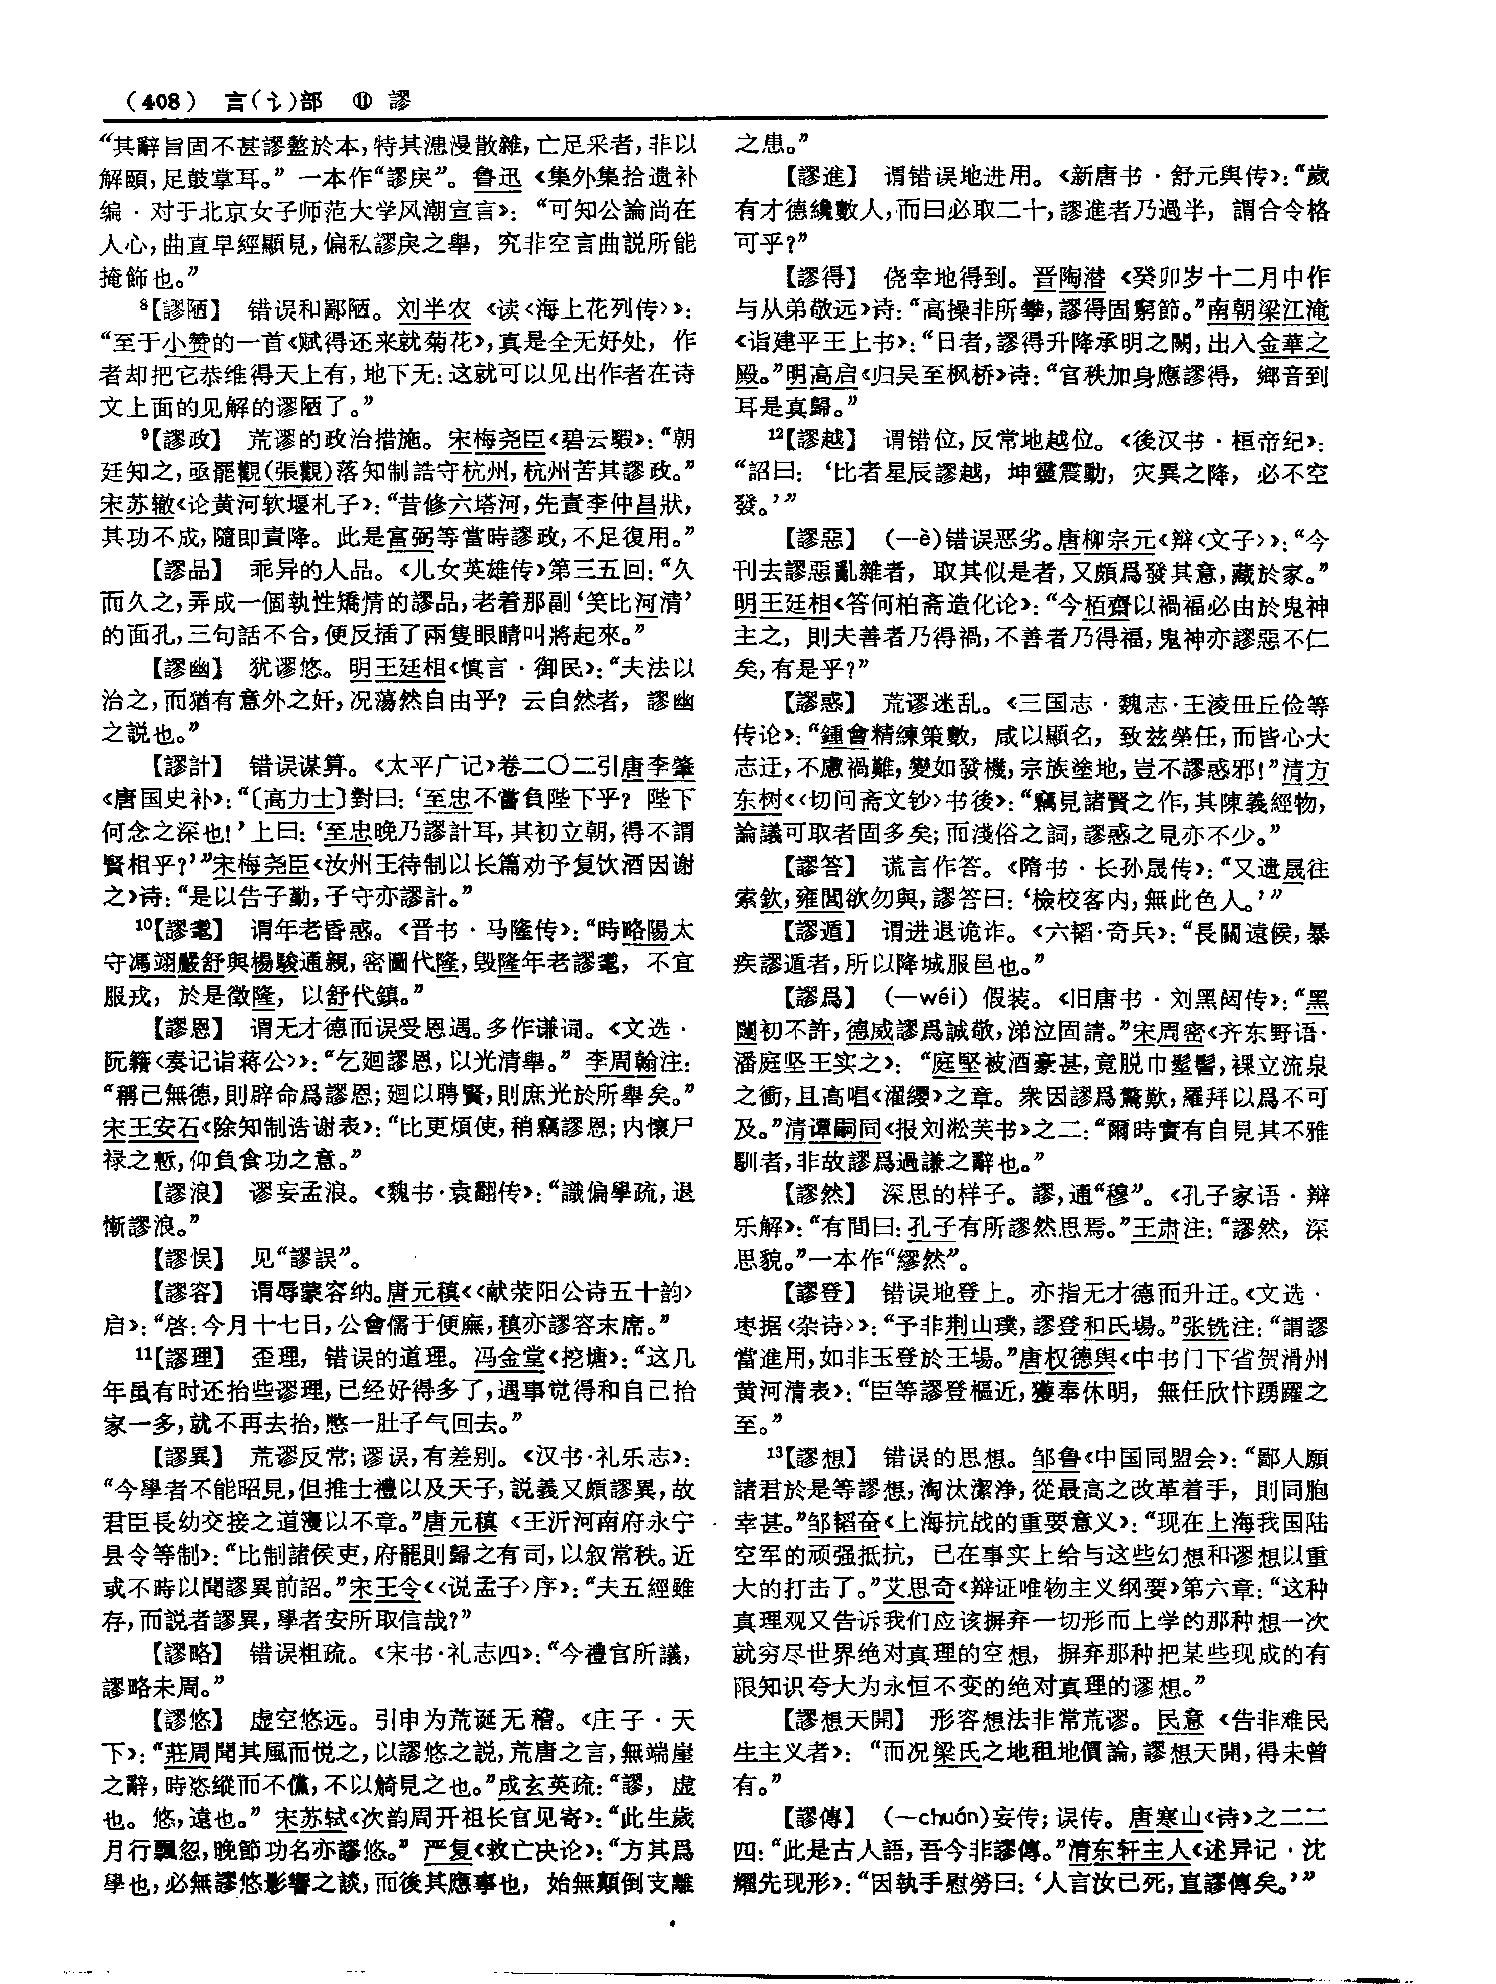 (408) 言(讠)部 ⑪ 謬
“其辭旨固不甚謬盭於本，特其漶漫散雜，亡足采者，非以
解頤，足鼓掌耳。”一本作“謬戾”。鲁迅《集外集拾遗补
编·对于北京女子师范大学风潮宣言》：“可知公論尚在
人心，曲直早經顯見，偏私謬戾之舉，究非空言曲説所能
掩飾也。”
⁸【謬陋】 错误和鄙陋。刘半农《读〈海上花列传〉》：
“至于小赞的一首《赋得还来就菊花》，真是全无好处，作
者却把它恭维得天上有，地下无：这就可以见出作者在诗
文上面的见解的谬陋了。”
⁹【謬政】 荒谬的政治措施。宋梅尧臣《碧云騢》：“朝
廷知之，亟罷觀（張觀）落知制誥守杭州，杭州苦其謬政。”
宋苏辙《论黄河软堰札子》：“昔修六塔河，先責李仲昌狀，
其功不成，隨即責降。此是富弼等當時謬政，不足復用。”
【謬品】 乖异的人品。《儿女英雄传》第三五回：“久
而久之，弄成一個執性矯情的謬品，老着那副‘笑比河清’
的面孔，三句話不合，便反插了兩隻眼睛叫將起來。”
【謬幽】 犹谬悠。明王廷相《慎言·御民》：“夫法以
治之，而猶有意外之奸，况蕩然自由乎？云自然者，謬幽
之説也。”
【謬計】 错误谋算。《太平广记》卷二〇二引唐李肇
《唐国史补》：“〔高力士〕對曰：‘至忠不嘗負陛下乎？陛下
何念之深也！’上曰：‘至忠晚乃謬計耳，其初立朝，得不謂
賢相乎？’”宋梅尧臣《汝州王待制以长篇劝予复饮酒因谢
之》诗：“是以告子勤，子守亦謬計。”
¹⁰【謬耄】 谓年老昏惑。《晋书·马隆传》：“時略陽太
守馮翊嚴舒與楊駿通親，密圖代隆，毁隆年老謬耄，不宜
服戎，於是徵隆，以舒代鎮。”
【謬恩】 谓无才德而误受恩遇。多作谦词。《文选·
阮籍〈奏记诣蒋公〉》：“乞廻謬恩，以光清舉。”李周翰注：
“稱己無德，則辟命爲謬恩；廻以聘賢，則庶光於所舉矣。”
宋王安石《除知制诰谢表》：“比更煩使，稍竊謬恩；内懷尸
禄之慙，仰負食功之意。”
【謬浪】 谬妄孟浪。《魏书·袁翻传》：“識偏學疏，退
慚謬浪。”
【謬悮】 见“謬誤”。
【謬容】 谓辱蒙容纳。唐元稹《〈献荥阳公诗五十韵〉
启》：“啓：今月十七日，公會儒于便廡，稹亦謬容末席。”
¹¹【謬理】 歪理，错误的道理。冯金堂《挖塘》：“这几
年虽有时还抬些谬理，已经好得多了，遇事觉得和自己抬
家一多，就不再去抬，憋一肚子气回去。”
【謬異】 荒谬反常；谬误，有差别。《汉书·礼乐志》：
“今學者不能昭見，但推士禮以及天子，説義又頗謬異，故
君臣長幼交接之道寖以不章。”唐元稹《王沂河南府永宁
县令等制》：“比制諸侯吏，府罷則歸之有司，以叙常秩。近
或不時以聞謬異前詔。”宋王令《〈说孟子〉序》：“夫五經雖
存，而説者謬異，學者安所取信哉？”
【謬略】 错误粗疏。《宋书·礼志四》：“今禮官所議，
謬略未周。”
【謬悠】 虚空悠远。引申为荒诞无稽。《庄子·天
下》：“莊周聞其風而悦之，以謬悠之説，荒唐之言，無端崖
之辭，時恣縱而不儻，不以觭見之也。”成玄英疏：“謬，虚
也。悠，遠也。”宋苏轼《次韵周开祖长官见寄》：“此生歲
月行飄忽，晚節功名亦謬悠。”严复《救亡决论》：“方其爲
學也，必無謬悠影響之談，而後其應事也，始無顛倒支離
之患。”
【謬進】 谓错误地进用。《新唐书·舒元舆传》：“歲
有才德纔數人，而曰必取二十，謬進者乃過半，謂合令格
可乎？”
【謬得】 侥幸地得到。晋陶潜《癸卯岁十二月中作
与从弟敬远》诗：“高操非所攀，謬得固窮節。”南朝梁江淹
《诣建平王上书》：“日者，謬得升降承明之闕，出入金華之
殿。”明高启《归吴至枫桥》诗：“官秩加身應謬得，鄉音到
耳是真歸。”
¹²【謬越】 谓错位，反常地越位。《後汉书·桓帝纪》：
“詔曰：‘比者星辰謬越，坤靈震動，灾異之降，必不空
發。’”
【謬惡】 （—è）错误恶劣。唐柳宗元《辩〈文子〉》：“今
刊去謬惡亂雜者，取其似是者，又頗爲發其意，藏於家。”
明王廷相《答何柏斋造化论》：“今栢齋以禍福必由於鬼神
主之，則夫善者乃得禍，不善者乃得福，鬼神亦謬惡不仁
矣，有是乎？”
【謬惑】 荒谬迷乱。《三国志·魏志·王淩毌丘俭等
传论》：“鍾會精練策數，咸以顯名，致兹榮任，而皆心大
志迂，不慮禍難，變如發機，宗族塗地，豈不謬惑邪！”清方
东树《〈切问斋文钞〉书後》：“竊見諸賢之作，其陳義經物，
論議可取者固多矣；而淺俗之詞，謬惑之見亦不少。”
【謬答】 谎言作答。《隋书·长孙晟传》：“又遣晟往
索欽，雍閭欲勿與，謬答曰：‘檢校客内，無此色人。’”
【謬遁】 谓进退诡诈。《六韬·奇兵》：“長關遠候，暴
疾謬遁者，所以降城服邑也。”
【謬爲】 （—wéi）假装。《旧唐书·刘黑闼传》：“黑
闥初不許，德威謬爲誠敬，涕泣固請。”宋周密《齐东野语·
潘庭坚王实之》：“庭堅被酒豪甚，竟脱巾髽髻，裸立流泉
之衝，且高唱《濯纓》之章。衆因謬爲驚歎，羅拜以爲不可
及。”清谭嗣同《报刘淞芙书》之二：“爾時實有自見其不雅
馴者，非故謬爲過謙之辭也。”
【謬然】 深思的样子。謬，通“穆”。《孔子家语·辩
乐解》：“有間曰：孔子有所謬然思焉。”王肃注：“謬然，深
思貌。”一本作“繆然”。
【謬登】 错误地登上。亦指无才德而升迁。《文选·
枣据〈杂诗〉》：“予非荆山璞，謬登和氏場。”张铣注：“謂謬
當進用，如非玉登於王場。”唐权德舆《中书门下省贺滑州
黄河清表》：“臣等謬登樞近，獲奉休明，無任欣忭踴躍之
至。”
¹³【謬想】 错误的思想。邹鲁《中国同盟会》：“鄙人願
諸君於是等謬想，淘汰潔净，從最高之改革着手，則同胞
幸甚。”邹韬奋《上海抗战的重要意义》：“现在上海我国陆
空军的顽强抵抗，已在事实上给与这些幻想和谬想以重
大的打击了。”艾思奇《辩证唯物主义纲要》第六章：“这种
真理观又告诉我们应该摒弃一切形而上学的那种想一次
就穷尽世界绝对真理的空想，摒弃那种把某些现成的有
限知识夸大为永恒不变的绝对真理的谬想。”
【謬想天開】 形容想法非常荒谬。民意《告非难民
生主义者》：“而况梁氏之地租地價論，謬想天開，得未曾
有。”
【謬傳】 （—chuán）妄传；误传。唐寒山《诗》之二二
四：“此是古人語，吾今非謬傳。”清东轩主人《述异记·沈
耀先现形》：“因執手慰勞曰：‘人言汝已死，直謬傳矣。’”